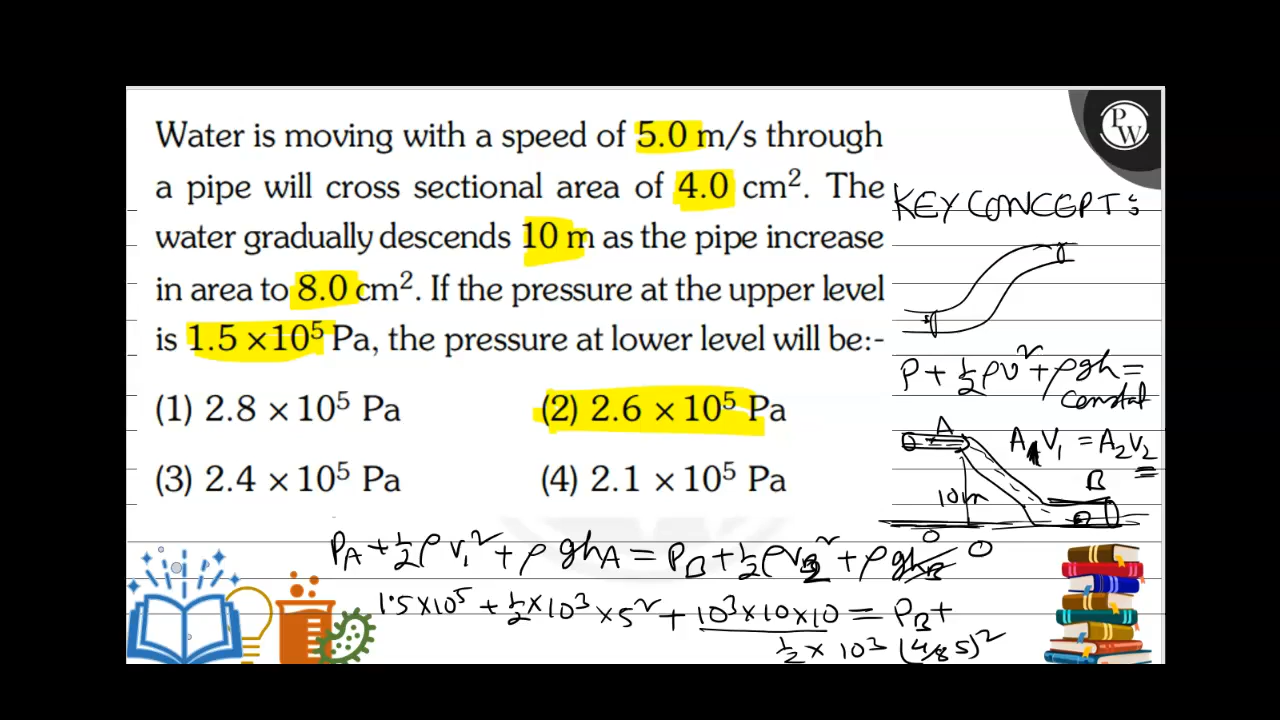 Water is moving with a speed of 5.0 m/s through
a pipe will cross sectional area of 4.0 cm². The
water gradually descends 10 m as the pipe increase
in area to 8.0 cm². If the pressure at the upper level
is 1.5 ×10⁵ Pa, the pressure at lower level will be:-
(1) 2.8 × 10⁵ Pa (2) 2.6 × 10⁵ Pa
(3) 2.4 × 10⁵ Pa (4) 2.1 × 10⁵ Pa
PW
KEY CONCEPT :
P + ½ρv² + ρgh =
constat
A
A₁V₁ = A₂V₂
B
10m
P_A + ½ρv₁² + ρgh_A = P_B + ½ρv₂² + ρgh_B 0
0
1.5×10⁵ + ½×10³×5² + 10³×10×10 = P_B +
½ × 10³ (4/8 5)²